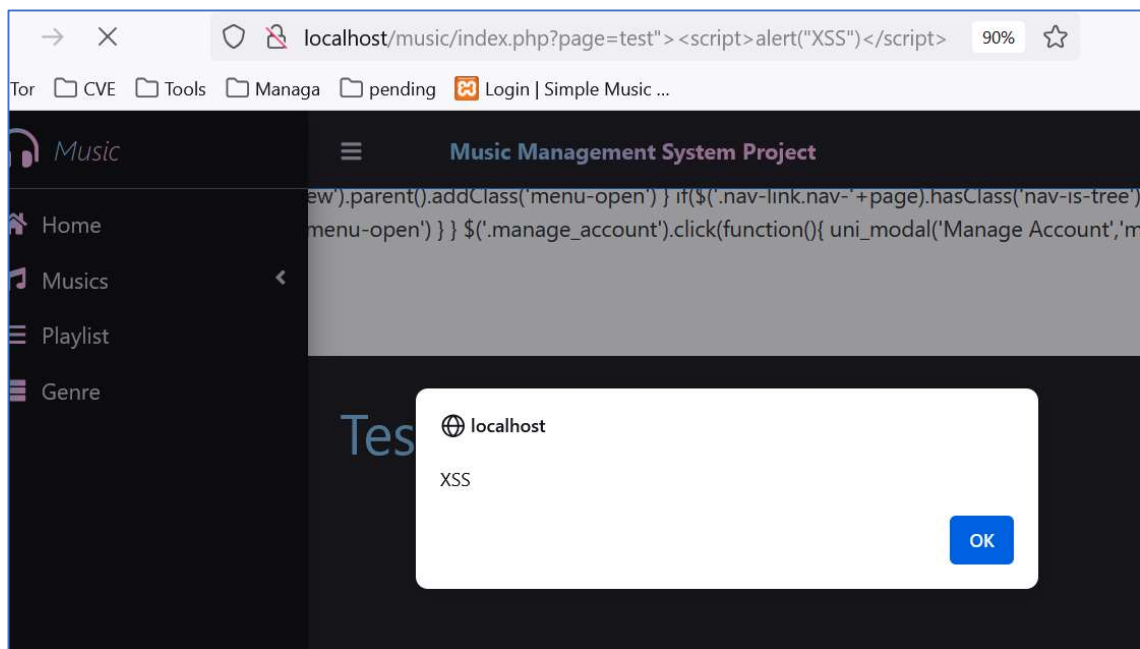 localhost/music/index.php?page=test"><script>alert("XSS")</script> 90%
Tor CVE Tools Managa pending Login | Simple Music ...
Music Music Management System Project
ew').parent().addClass('menu-open') } if($('.nav-link.nav-'+page).hasClass('nav-is-tree')
Home
menu-open') } } $('.manage_account').click(function(){ uni_modal('Manage Account','m
Musics
Playlist
Genre
Tes
localhost
XSS
OK